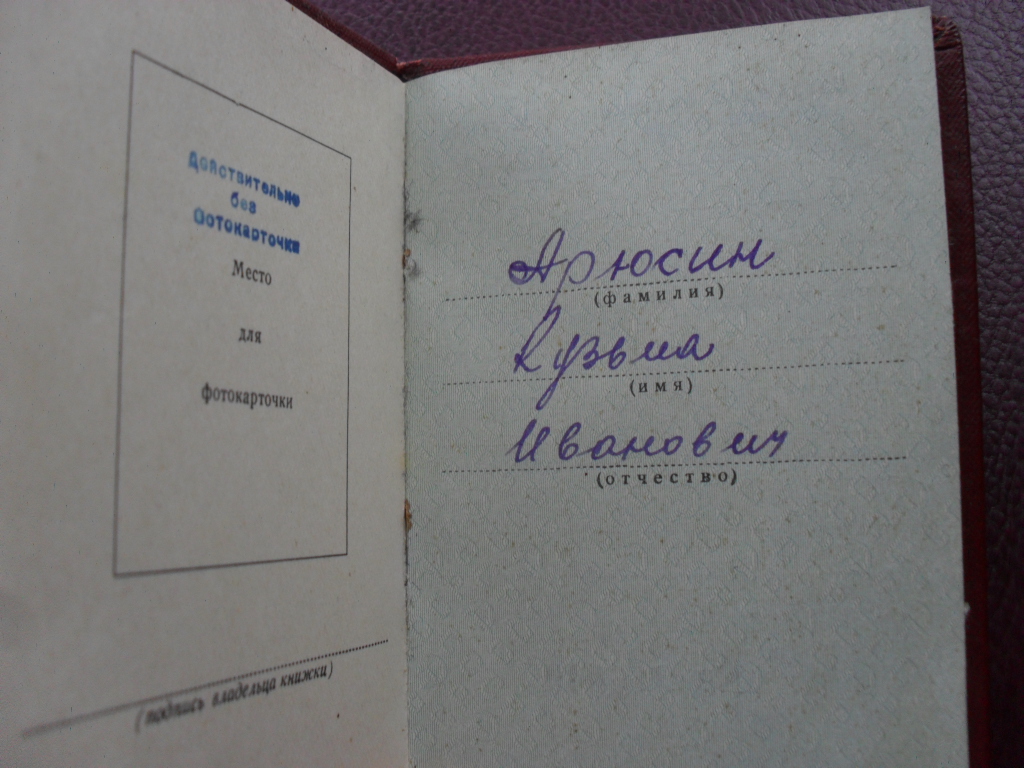 Действительно
без
Фотокарточки
Место
для
фотокарточки
(подпись владельца книжки)
Арюсин
(фамилия)
Кузьма
(имя)
Иванович
(отчество)